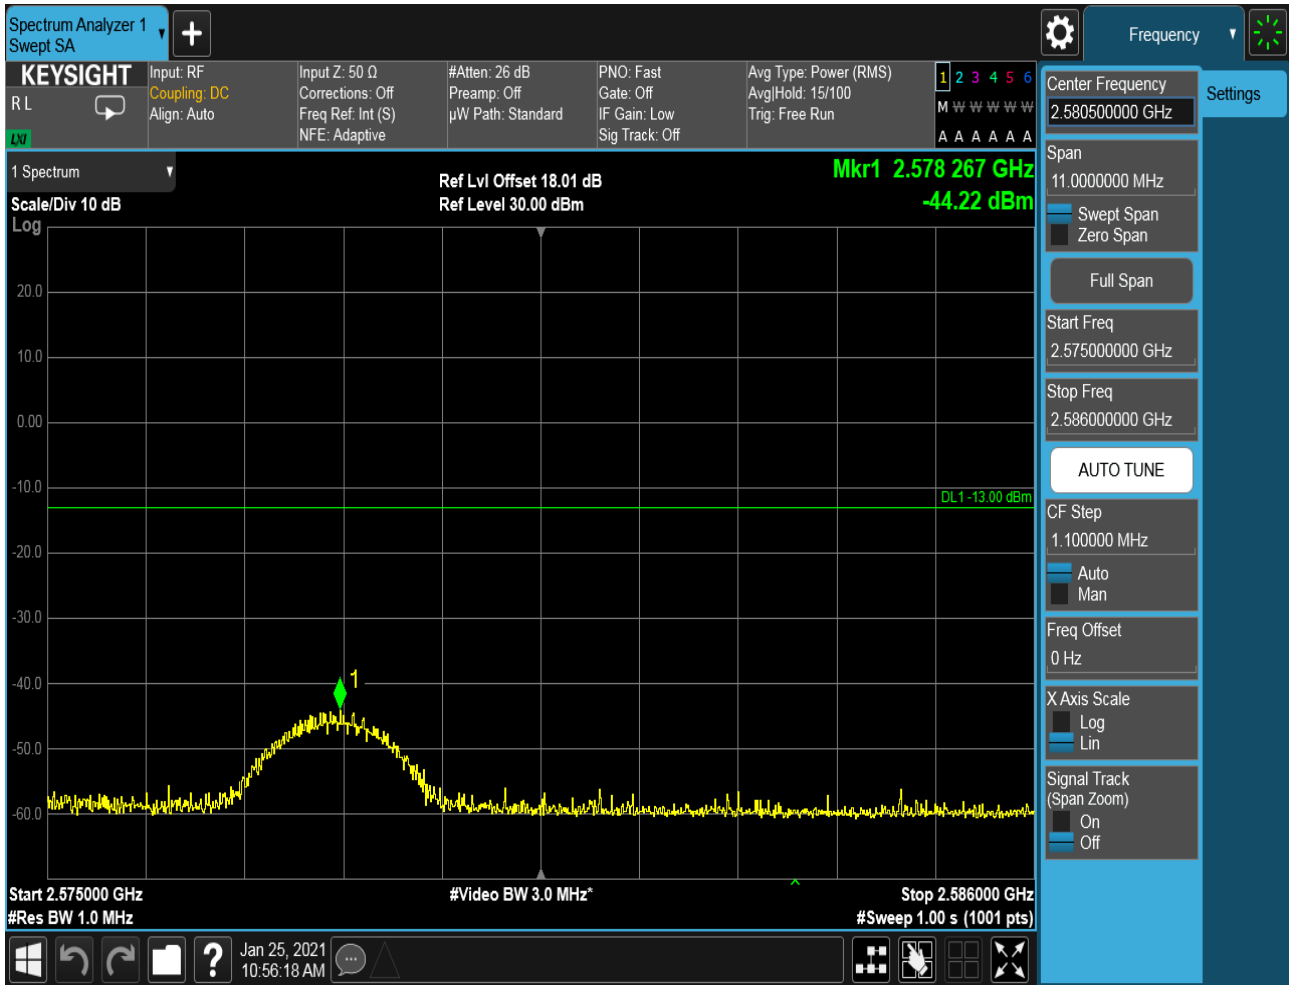 Spectrum Analyzer 1
Swept SA
Frequency
KEYSIGHT
R L
LXI
Input: RF
Coupling: DC
Align: Auto
Input Z: 50 Ω
Corrections: Off
Freq Ref: Int (S)
NFE: Adaptive
#Atten: 26 dB
Preamp: Off
µW Path: Standard
PNO: Fast
Gate: Off
IF Gain: Low
Sig Track: Off
Avg Type: Power (RMS)
Avg|Hold: 15/100
Trig: Free Run
1 2 3 4 5 6
M W W W W W
A A A A A A
1 Spectrum
Scale/Div 10 dB
Log
Ref Lvl Offset 18.01 dB
Ref Level 30.00 dBm
Mkr1 2.578 267 GHz
-44.22 dBm
20.0
10.0
0.00
-10.0
-20.0
-30.0
-40.0
-50.0
-60.0
DL1 -13.00 dBm
1
Start 2.575000 GHz
#Res BW 1.0 MHz
#Video BW 3.0 MHz*
Stop 2.586000 GHz
#Sweep 1.00 s (1001 pts)
Jan 25, 2021
10:56:18 AM
?
Center Frequency
2.580500000 GHz
Settings
Span
11.0000000 MHz
Swept Span
Zero Span
Full Span
Start Freq
2.575000000 GHz
Stop Freq
2.586000000 GHz
AUTO TUNE
CF Step
1.100000 MHz
Auto
Man
Freq Offset
0 Hz
X Axis Scale
Log
Lin
Signal Track
(Span Zoom)
On
Off